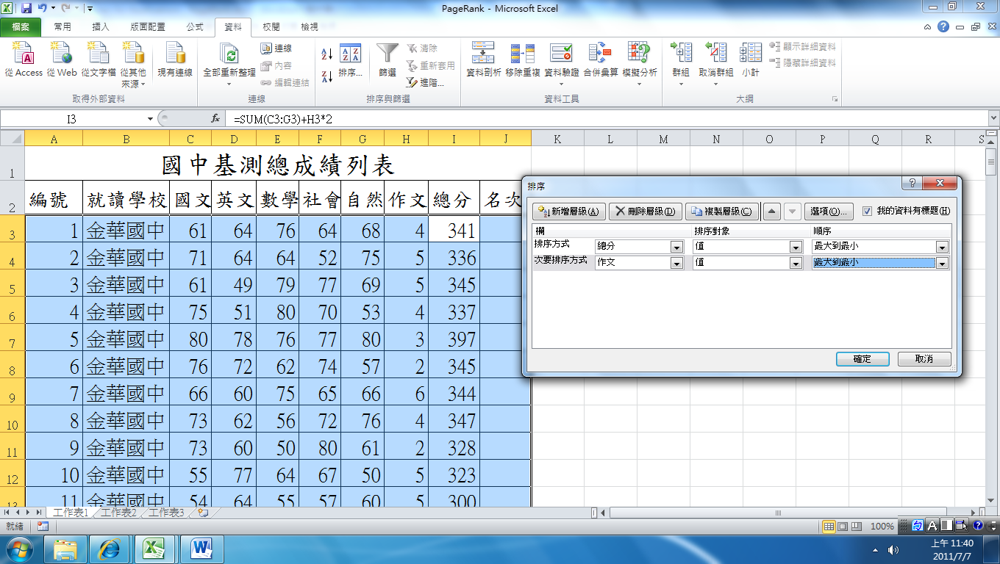 PageRank - Microsoft Excel
檔案 常用 插入 版面配置 公式 資料 校閱 檢視
從 Access 從 Web 從文字檔 從其他來源 現有連線 全部重新整理 連線 內容 編輯連結 排序... 篩選 清除 重新套用 進階... 資料剖析 移除重複 資料驗證 合併彙算 模擬分析 群組 取消群組 小計 顯示詳細資料 隱藏詳細資料
取得外部資料 連線 排序與篩選 資料工具 大綱
I3 fx =SUM(C3:G3)+H3*2
A B C D E F G H I J K L M N O P Q R S
1 國中基測總成績列表
2 編號 就讀學校 國文 英文 數學 社會 自然 作文 總分 名次
3 1 金華國中 61 64 76 64 68 4 341
4 2 金華國中 71 64 64 52 75 5 336
5 3 金華國中 61 49 79 77 69 5 345
6 4 金華國中 75 51 80 70 53 4 337
7 5 金華國中 80 78 76 77 80 3 397
8 6 金華國中 76 72 62 74 57 2 345
9 7 金華國中 66 60 75 65 66 6 344
10 8 金華國中 73 62 56 72 76 4 347
11 9 金華國中 73 60 50 80 61 2 328
12 10 金華國中 55 77 64 67 50 5 323
13 11 金華國中 54 64 55 57 60 5 300
排序
新增層級(A) 刪除層級(D) 複製層級(C) 選項(O)... 我的資料有標題(H)
欄 排序對象 順序
排序方式 總分 值 最大到最小
次要排序方式 作文 值 最大到最小
確定 取消
工作表1 工作表2 工作表3
就緒 100%
上午 11:40
2011/7/7